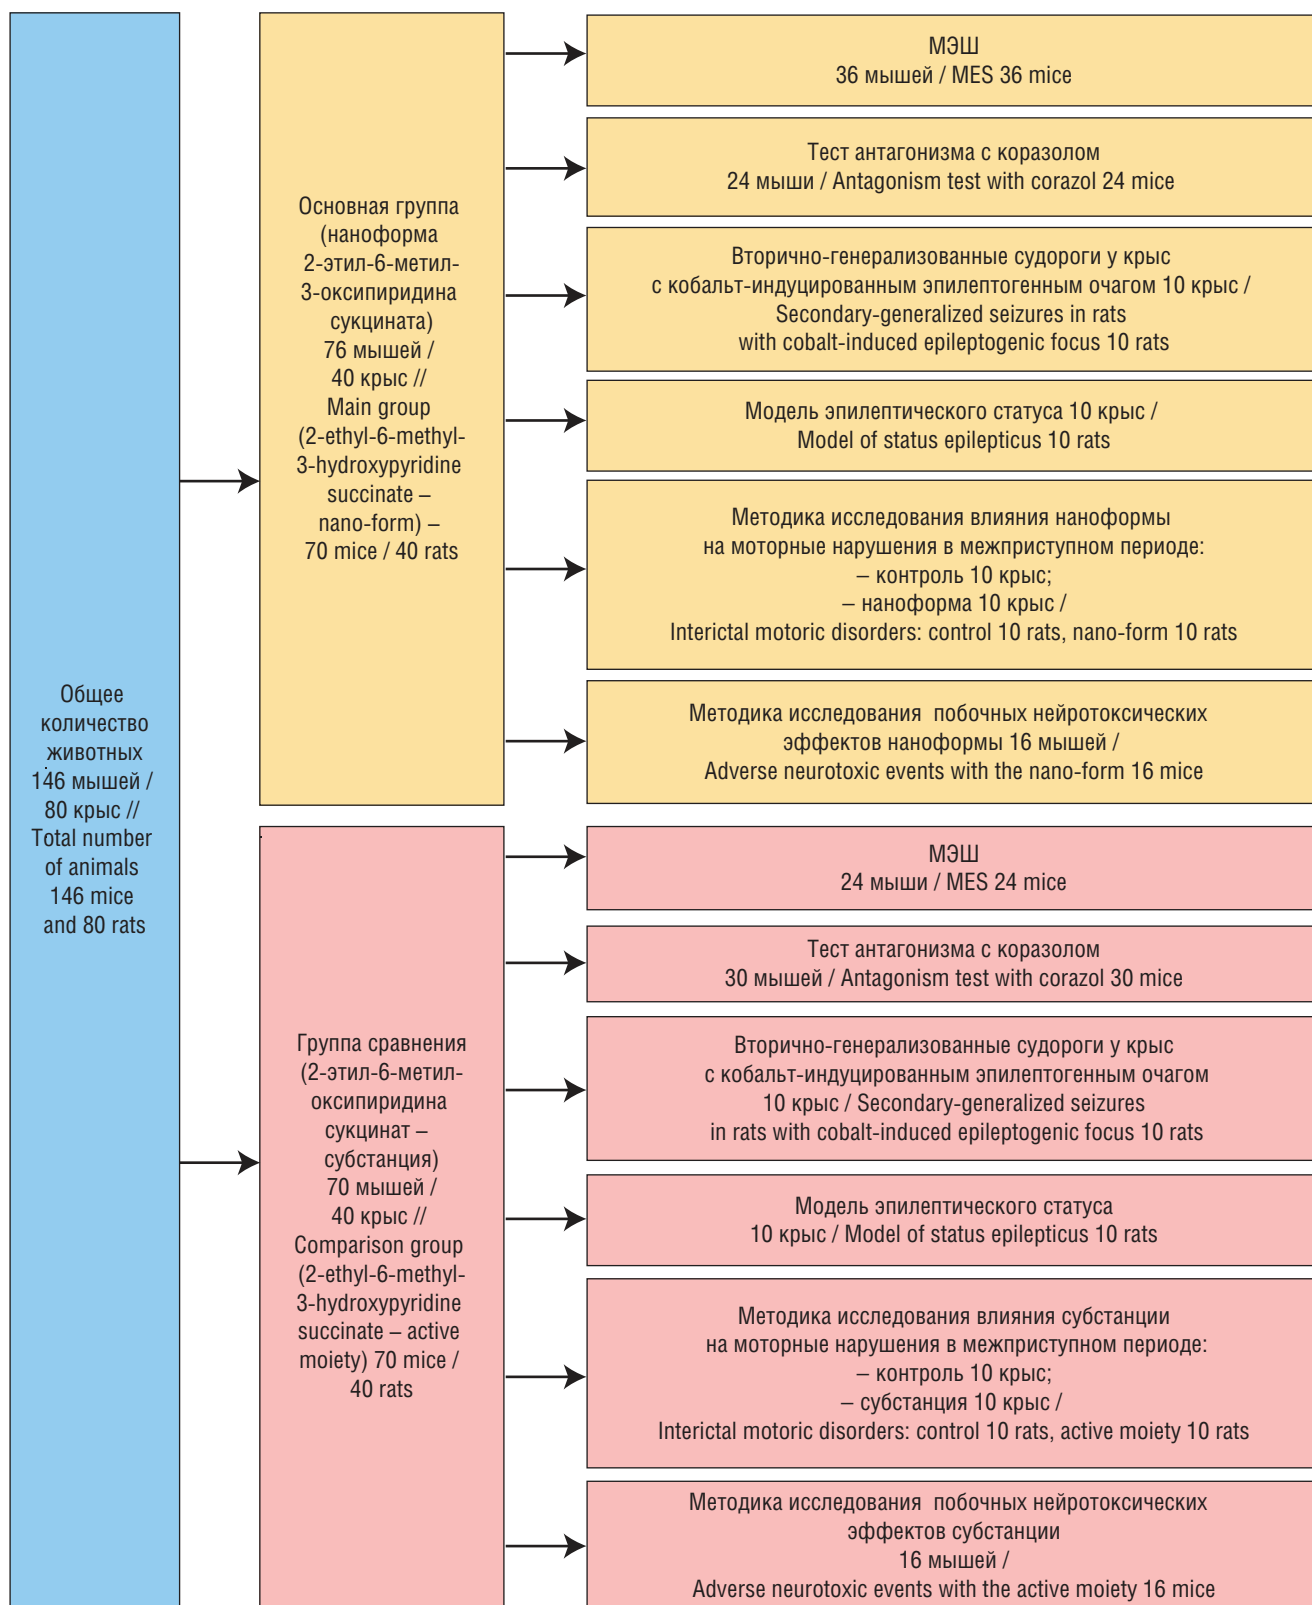 Общее
количество
животных
146 мышей /
80 крыс //
Total number
of animals
146 mice
and 80 rats
Основная группа
(наноформа
2-этил-6-метил-
3-оксипиридина
сукцината)
76 мышей /
40 крыс //
Main group
(2-ethyl-6-methyl-
3-hydroxypyridine
succinate –
nano-form) –
70 mice / 40 rats
МЭШ
36 мышей / MES 36 mice
Тест антагонизма с коразолом
24 мыши / Antagonism test with corazol 24 mice
Вторично-генерализованные судороги у крыс
с кобальт-индуцированным эпилептогенным очагом 10 крыс /
Secondary-generalized seizures in rats
with cobalt-induced epileptogenic focus 10 rats
Модель эпилептического статуса 10 крыс /
Model of status epilepticus 10 rats
Методика исследования влияния наноформы
на моторные нарушения в межприступном периоде:
– контроль 10 крыс;
– наноформа 10 крыс /
Interictal motoric disorders: control 10 rats, nano-form 10 rats
Методика исследования побочных нейротоксических
эффектов наноформы 16 мышей /
Adverse neurotoxic events with the nano-form 16 mice
Группа сравнения
(2-этил-6-метил-
оксипиридина
сукцинат –
субстанция)
70 мышей /
40 крыс //
Comparison group
(2-ethyl-6-methyl-
3-hydroxypyridine
succinate – active
moiety) 70 mice /
40 rats
МЭШ
24 мыши / MES 24 mice
Тест антагонизма с коразолом
30 мышей / Antagonism test with corazol 30 mice
Вторично-генерализованные судороги у крыс
с кобальт-индуцированным эпилептогенным очагом
10 крыс / Secondary-generalized seizures
in rats with cobalt-induced epileptogenic focus 10 rats
Модель эпилептического статуса
10 крыс / Model of status epilepticus 10 rats
Методика исследования влияния субстанции
на моторные нарушения в межприступном периоде:
– контроль 10 крыс;
– субстанция 10 крыс /
Interictal motoric disorders: control 10 rats, active moiety 10 rats
Методика исследования побочных нейротоксических
эффектов субстанции
16 мышей /
Adverse neurotoxic events with the active moiety 16 mice